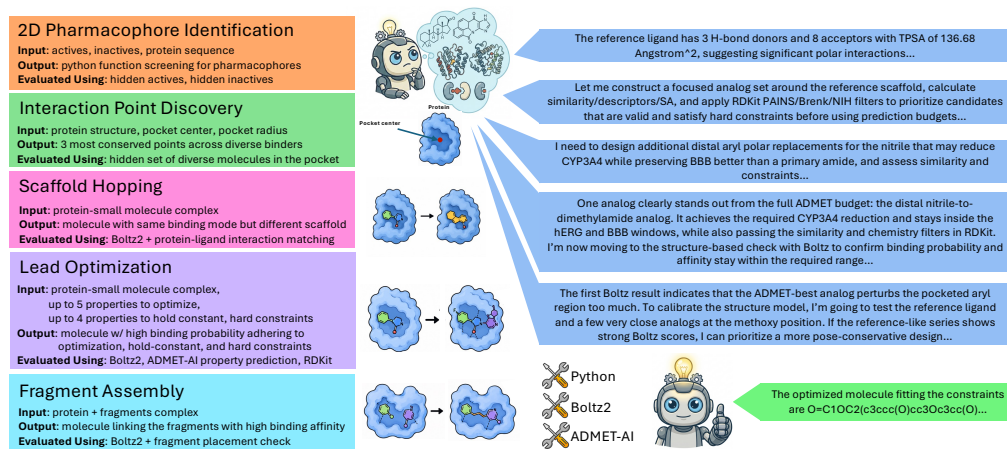 2D Pharmacophore Identification
Input: actives, inactives, protein sequence
Output: python function screening for pharmacophores
Evaluated Using: hidden actives, hidden inactives
Interaction Point Discovery
Input: protein structure, pocket center, pocket radius
Output: 3 most conserved points across diverse binders
Evaluated Using: hidden set of diverse molecules in the pocket
Scaffold Hopping
Input: protein-small molecule complex
Output: molecule with same binding mode but different scaffold
Evaluated Using: Boltz2 + protein-ligand interaction matching
Lead Optimization
Input: protein-small molecule complex,
up to 5 properties to optimize,
up to 4 properties to hold constant, hard constraints
Output: molecule w/ high binding probability adhering to
optimization, hold-constant, and hard constraints
Evaluated Using: Boltz2, ADMET-AI property prediction, RDKit
Fragment Assembly
Input: protein + fragments complex
Output: molecule linking the fragments with high binding affinity
Evaluated Using: Boltz2 + fragment placement check
Protein
Pocket center
Python
Boltz2
ADMET-AI
The reference ligand has 3 H-bond donors and 8 acceptors with TPSA of 136.68
Angstrom^2, suggesting significant polar interactions...
Let me construct a focused analog set around the reference scaffold, calculate
similarity/descriptors/SA, and apply RDKit PAINS/Brenk/NIH filters to prioritize candidates
that are valid and satisfy hard constraints before using prediction budgets...
I need to design additional distal aryl polar replacements for the nitrile that may reduce
CYP3A4 while preserving BBB better than a primary amide, and assess similarity and
constraints...
One analog clearly stands out from the full ADMET budget: the distal nitrile-to-
dimethylamide analog. It achieves the required CYP3A4 reduction and stays inside the
hERG and BBB windows, while also passing the similarity and chemistry filters in RDKit.
I'm now moving to the structure-based check with Boltz to confirm binding probability and
affinity stay within the required range...
The first Boltz result indicates that the ADMET-best analog perturbs the pocketed aryl
region too much. To calibrate the structure model, I'm going to test the reference ligand
and a few very close analogs at the methoxy position. If the reference-like series shows
strong Boltz scores, I can prioritize a more pose-conservative design...
The optimized molecule fitting the constraints
are O=C1OC2(c3ccc(O)cc3Oc3cc(O)...